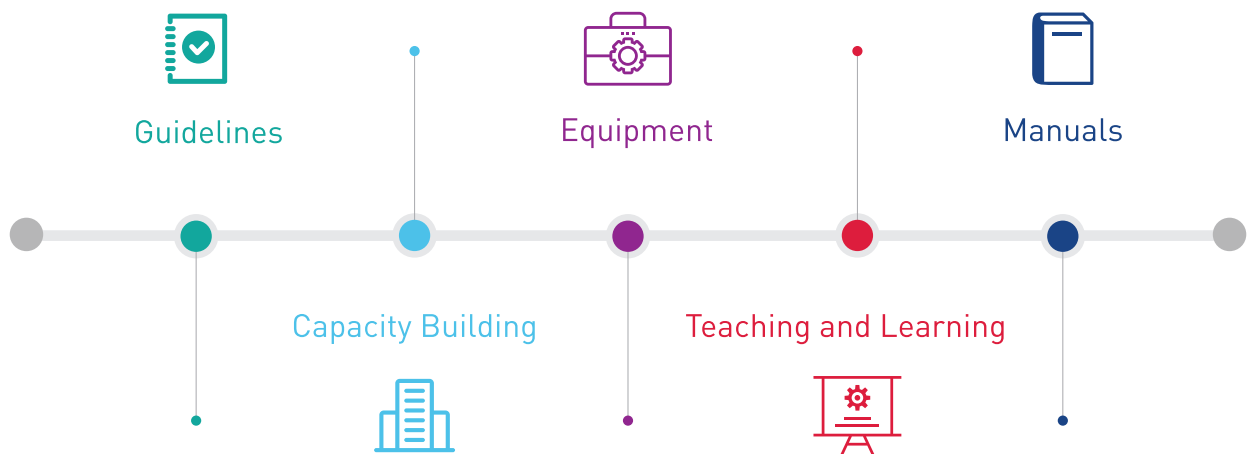 Guidelines
Capacity Building
Equipment
Teaching and Learning
Manuals